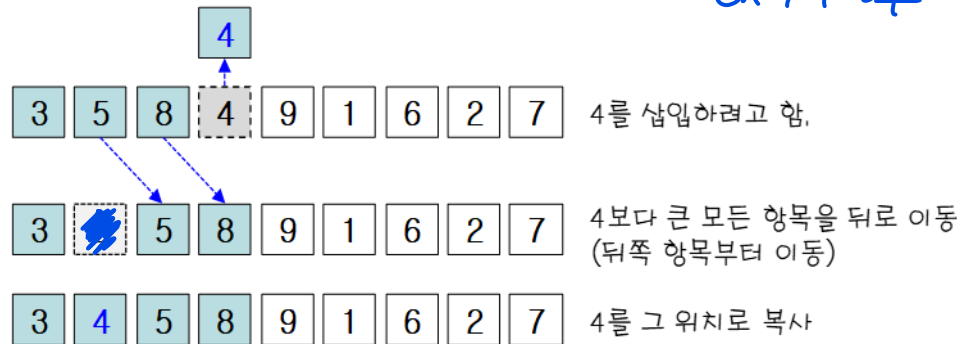 4
3 5 8 4 9 1 6 2 7 4를 삽입하려고 함,
3 5 8 9 1 6 2 7 4보다 큰 모든 항목을 뒤로 이동
(뒤쪽 항목부터 이동)
3 4 5 8 9 1 6 2 7 4를 그 위치로 복사